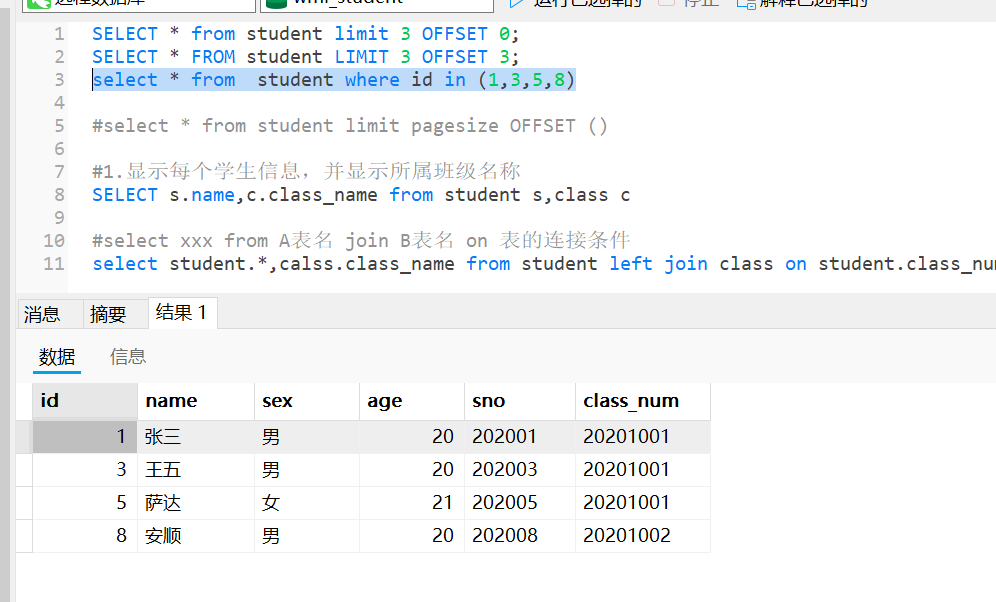 1 SELECT * from student limit 3 OFFSET 0;
2 SELECT * FROM student LIMIT 3 OFFSET 3;
3 select * from  student where id in (1,3,5,8)
4
5 #select * from student limit pagesize OFFSET ()
6
7 #1.显示每个学生信息，并显示所属班级名称
8 SELECT s.name,c.class_name from student s,class c
9
10 #select xxx from A表名 join B表名 on 表的连接条件
11 select student.*,calss.class_name from student left join class on student.class_nu
消息 摘要 结果 1
数据 信息
id name sex age sno class_num
1 张三 男 20 202001 20201001
3 王五 男 20 202003 20201001
5 萨达 女 21 202005 20201001
8 安顺 男 20 202008 20201002